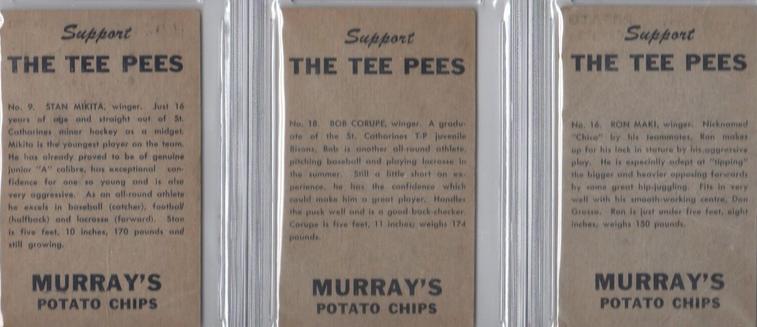 Support
THE TEE PEES
No. 9. STAN MIKITA, winger. Just 16
years of age and straight out of St.
Catharines minor hockey as a midget.
Mikita is the youngest player on the team.
He has already proved to be of genuine
junior "A" calibre, has exceptional con-
fidence for one so young and is also
very aggressive. As an all-round athlete
he excels in baseball (catcher), football
(halfback) and lacrosse (forward). Stan
is five feet, 10 inches, 170 pounds and
still growing.
MURRAY'S
POTATO CHIPS
Support
THE TEE PEES
No. 18. BOB CORUPE, winger. A gradu-
ate of the St. Catharines T-P juvenile
Bisons, Bob is another all-round athlete,
pitching baseball and playing lacrosse in
the summer. Still a little short on ex-
perience, he has the confidence which
could make him a great player. Handles
the puck well and is a good back-checker.
Corupe is five feet, 11 inches; weighs 174
pounds.
MURRAY'S
POTATO CHIPS
Support
THE TEE PEES
No. 16. RON MAKI, winger. Nicknamed
"Chico" by his teammates, Ron makes
up for his lack in stature by his aggressive
play. He is especially adept at "tipping"
the bigger and heavier opposing forwards
by some great hip-juggling. Fits in very
well with his smooth-working centre, Don
Grosso. Ron is just under five feet, eight
inches; weighs 150 pounds.
MURRAY'S
POTATO CHIPS